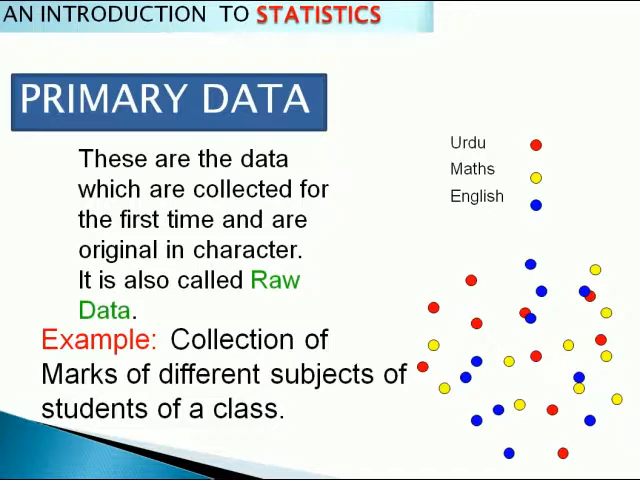 AN INTRODUCTION TO STATISTICS
PRIMARY DATA
These are the data
which are collected for
the first time and are
original in character.
It is also called Raw
Data.
Example: Collection of
Marks of different subjects of
students of a class.
Urdu
Maths
English